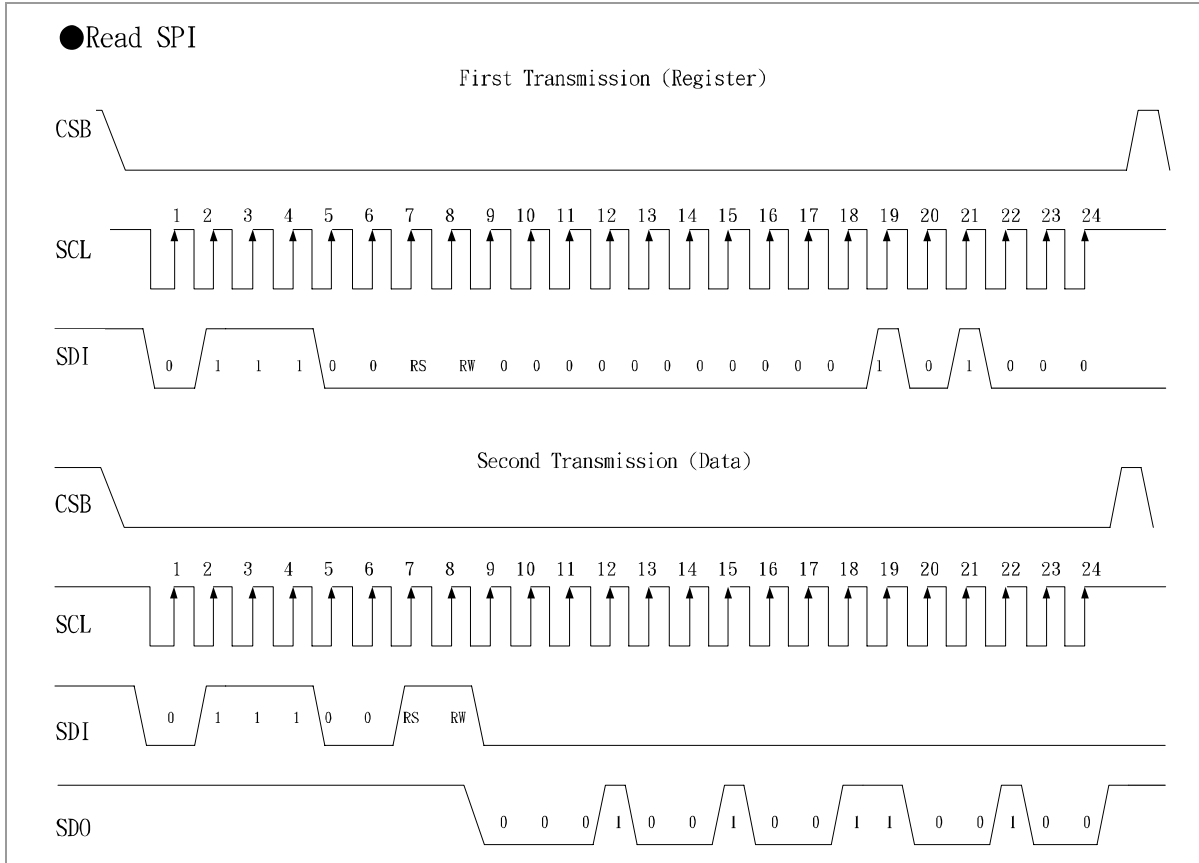 ●Read SPI
First Transmission (Register)
CSB
1 2 3 4 5 6 7 8 9 10 11 12 13 14 15 16 17 18 19 20 21 22 23 24
SCL
SDI 0 1 1 1 0 0 RS RW 0 0 0 0 0 0 0 0 0 0 1 0 1 0 0 0
Second Transmission (Data)
CSB
1 2 3 4 5 6 7 8 9 10 11 12 13 14 15 16 17 18 19 20 21 22 23 24
SCL
SDI 0 1 1 1 0 0 RS RW
SDO 0 0 0 1 0 0 1 0 0 1 1 0 0 1 0 0